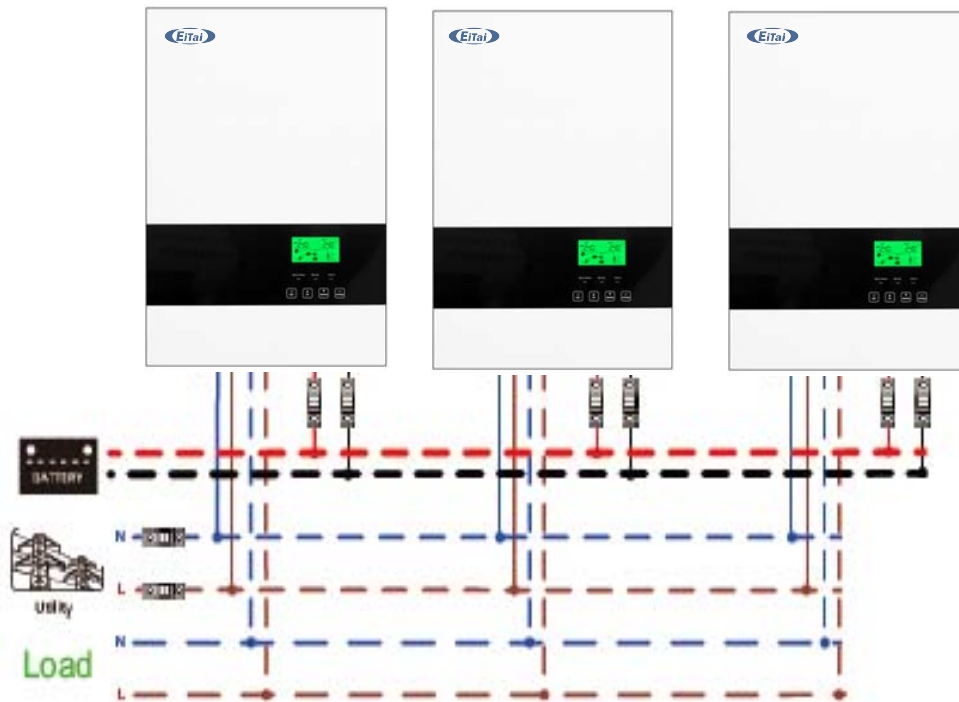 EiTai
EiTai
EiTai
BATTERY
N
L
Utility
N
Load
L